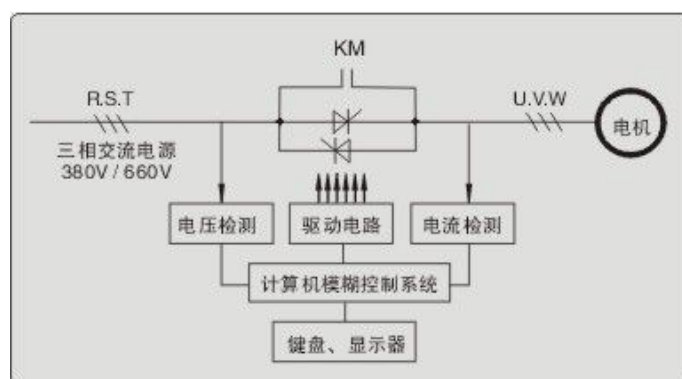 KM
R.S.T
U.V.W
电机
三相交流电源
380V / 660V
电压检测
驱动电路
电流检测
计算机模糊控制系统
键盘、显示器